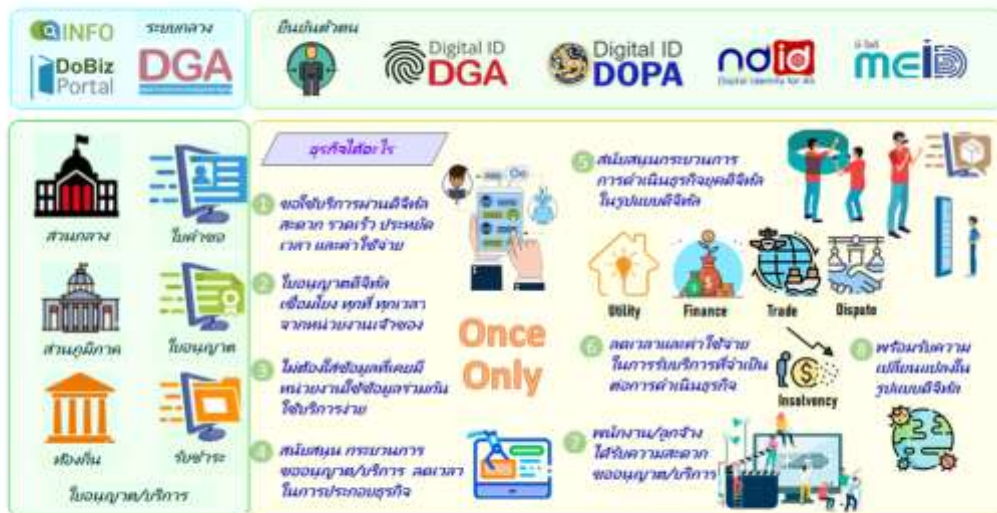 INFO
ระบบกลาง
DoBiz
Portal
DGA
ยืนยันตัวตน
Digital ID
DGA
Digital ID
DOPA
ndid
Digital Identity for All
meID
ส่วนกลาง
ใบคำขอ
ส่วนภูมิภาค
ใบอนุญาต
ท้องถิ่น
รับชำระ
ใบอนุญาต/บริการ
ธุรกิจได้อะไร
1 ขอใช้บริการผ่านดิจิทัล
สะดวก รวดเร็ว ประหยัด
เวลา และค่าใช้จ่าย
2 ใบอนุญาตดิจิทัล
เชื่อมโยง ทุกที่ ทุกเวลา
จากหน่วยงานเจ้าของ
3 ไม่ต้องใส่ข้อมูลที่เคยมี
หน่วยงานใช้ข้อมูลร่วมกัน
ใช้บริการง่าย
4 สนับสนุน กระบวนการ
ขออนุญาต/บริการ ลดเวลา
ในการประกอบธุรกิจ
Once
Only
5 สนับสนุนกระบวนการ
การดำเนินธุรกิจยุคดิจิทัล
ในรูปแบบดิจิทัล
Utility
Finance
Trade
Dispute
6 ลดเวลาและค่าใช้จ่าย
ในการรับบริการที่จำเป็น
ต่อการดำเนินธุรกิจ
Insolvency
7 พนักงาน/ลูกจ้าง
ได้รับความสะดวก
ขออนุญาต/บริการ
8 พร้อมรับความ
เปลี่ยนแปลงใน
รูปแบบดิจิทัล